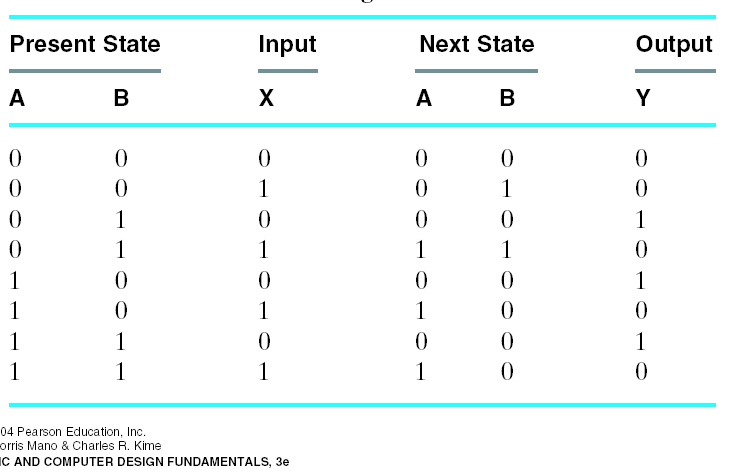 Present State Input Next State Output
A B X A B Y
0 0 0 0 0 0
0 0 1 0 1 0
0 1 0 0 0 1
0 1 1 1 1 0
1 0 0 0 0 1
1 0 1 1 0 0
1 1 0 0 0 1
1 1 1 1 0 0
04 Pearson Education, Inc.
orris Mano & Charles R. Kime
IC AND COMPUTER DESIGN FUNDAMENTALS, 3e